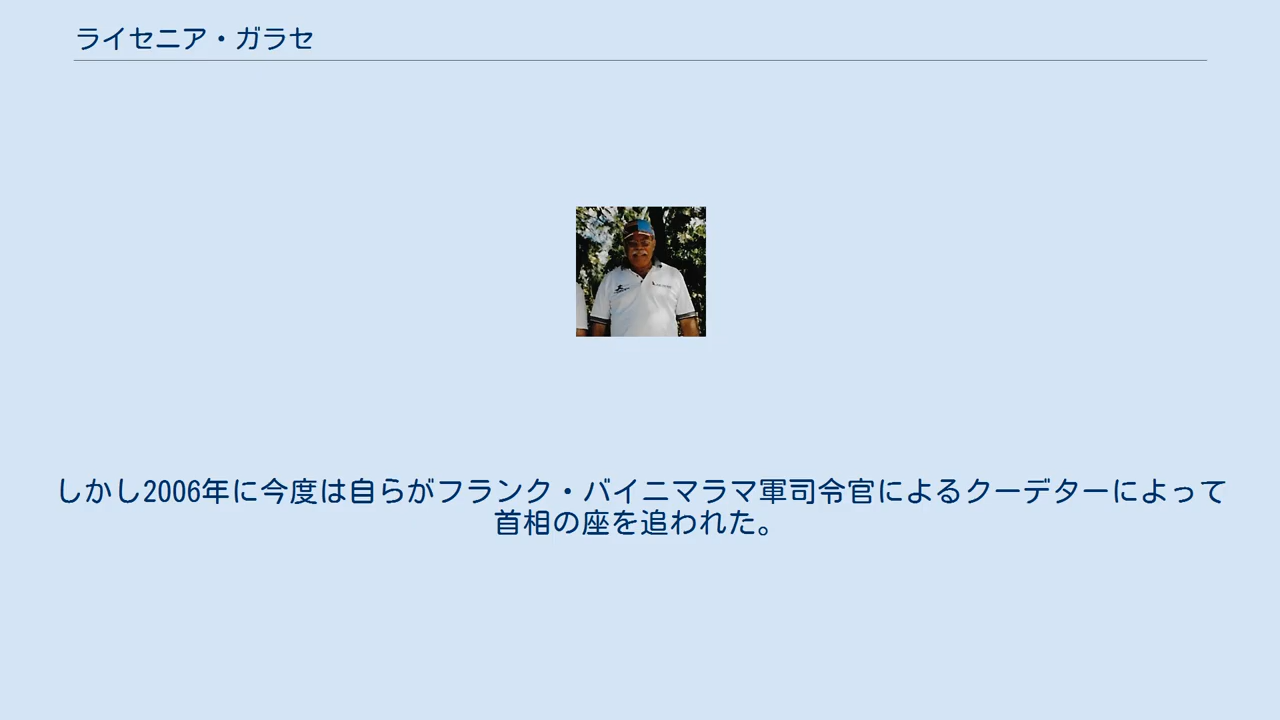 ライセニア・ガラセ
しかし2006年に今度は自らがフランク・バイニマラマ軍司令官によるクーデターによって
首相の座を追われた。